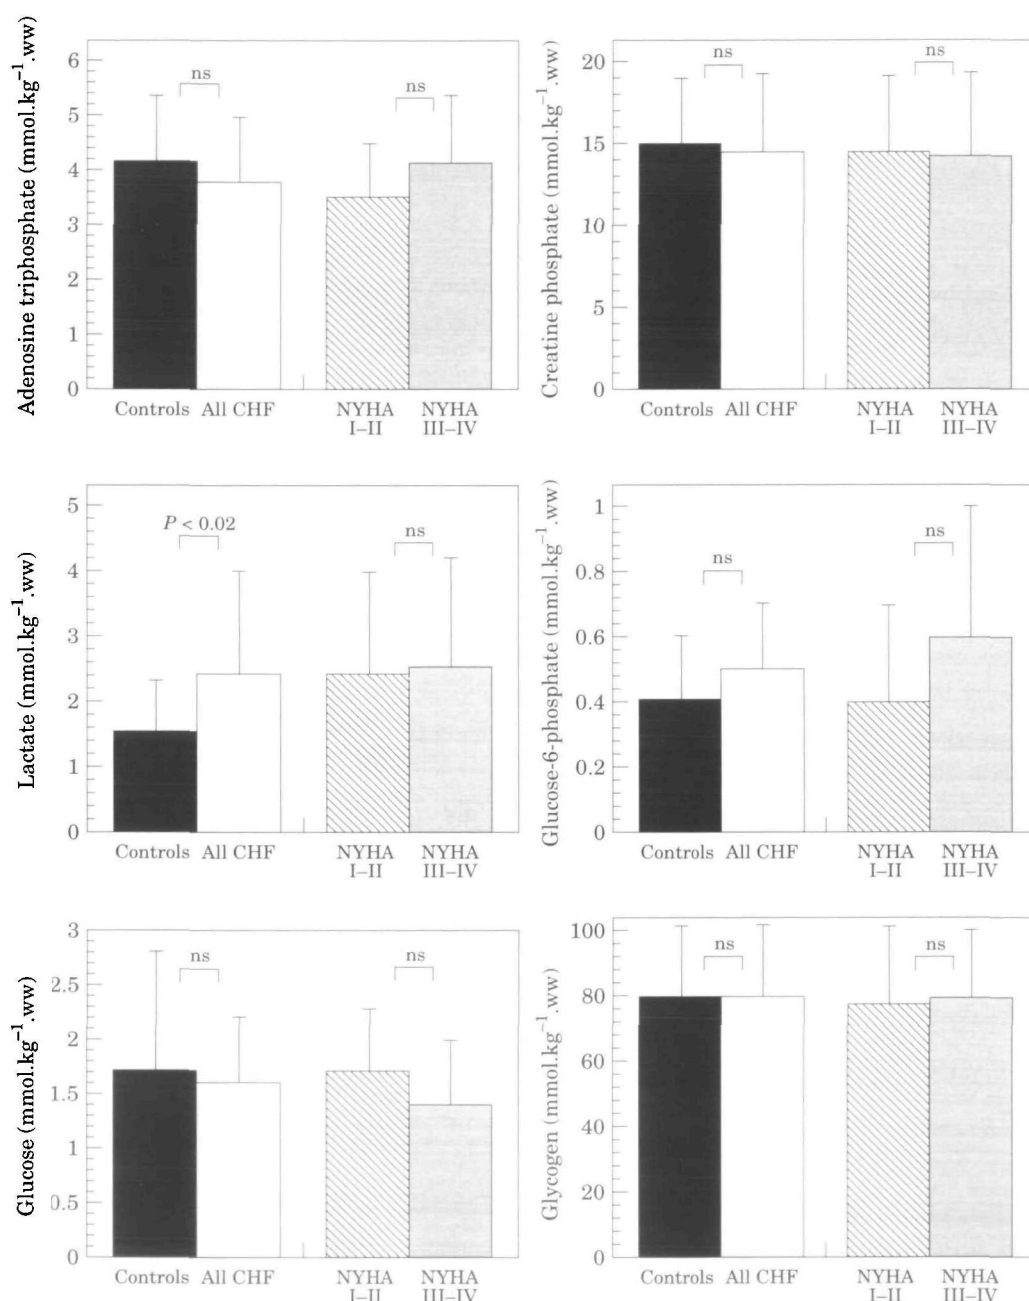 Adenosine triphosphate (mmol.kg⁻¹.ww)
6
5
4
3
2
1
0
ns
ns
Controls All CHF NYHA I–II NYHA III–IV
Creatine phosphate (mmol.kg⁻¹.ww)
20
15
10
5
0
ns
ns
Controls All CHF NYHA I–II NYHA III–IV
Lactate (mmol.kg⁻¹.ww)
5
4
3
2
1
0
P < 0.02
ns
Controls All CHF NYHA I–II NYHA III–IV
Glucose-6-phosphate (mmol.kg⁻¹.ww)
1
0.8
0.6
0.4
0.2
0
ns
ns
Controls All CHF NYHA I–II NYHA III–IV
Glucose (mmol.kg⁻¹.ww)
3
2.5
2
1.5
1
0.5
0
ns
ns
Controls All CHF NYHA I–II NYHA III–IV
Glycogen (mmol.kg⁻¹.ww)
100
80
60
40
20
0
ns
ns
Controls All CHF NYHA I–II NYHA III–IV